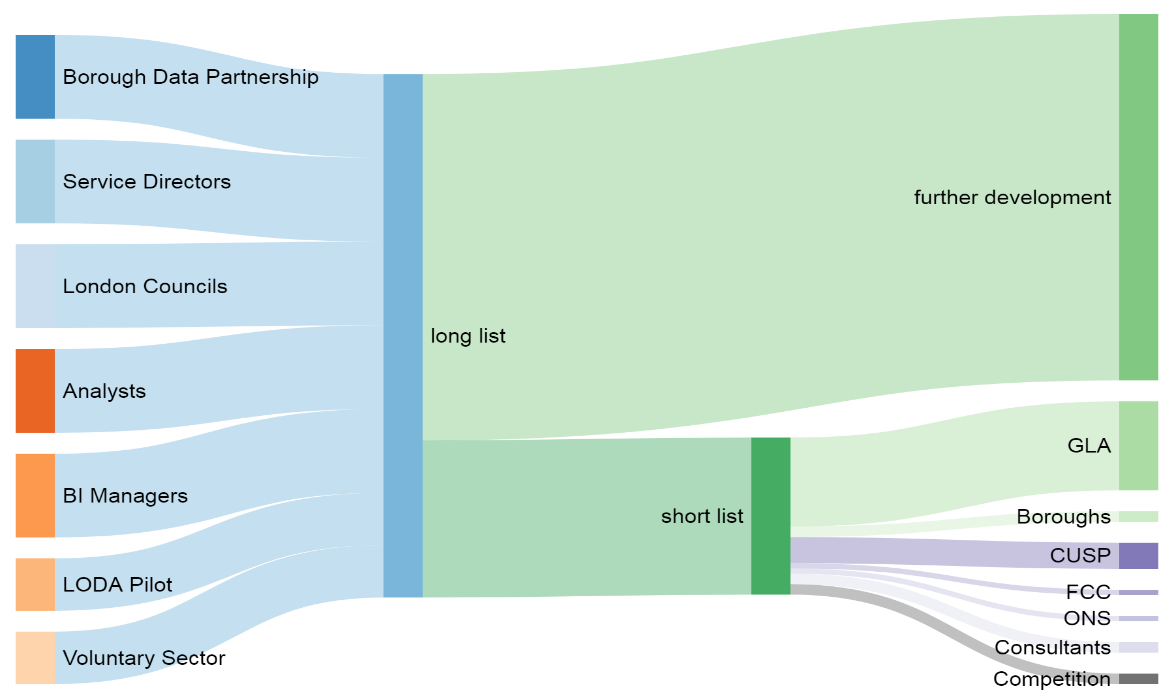 Borough Data Partnership
Service Directors
London Councils
Analysts
BI Managers
LODA Pilot
Voluntary Sector
long list
short list
further development
GLA
Boroughs
CUSP
FCC
ONS
Consultants
Competition